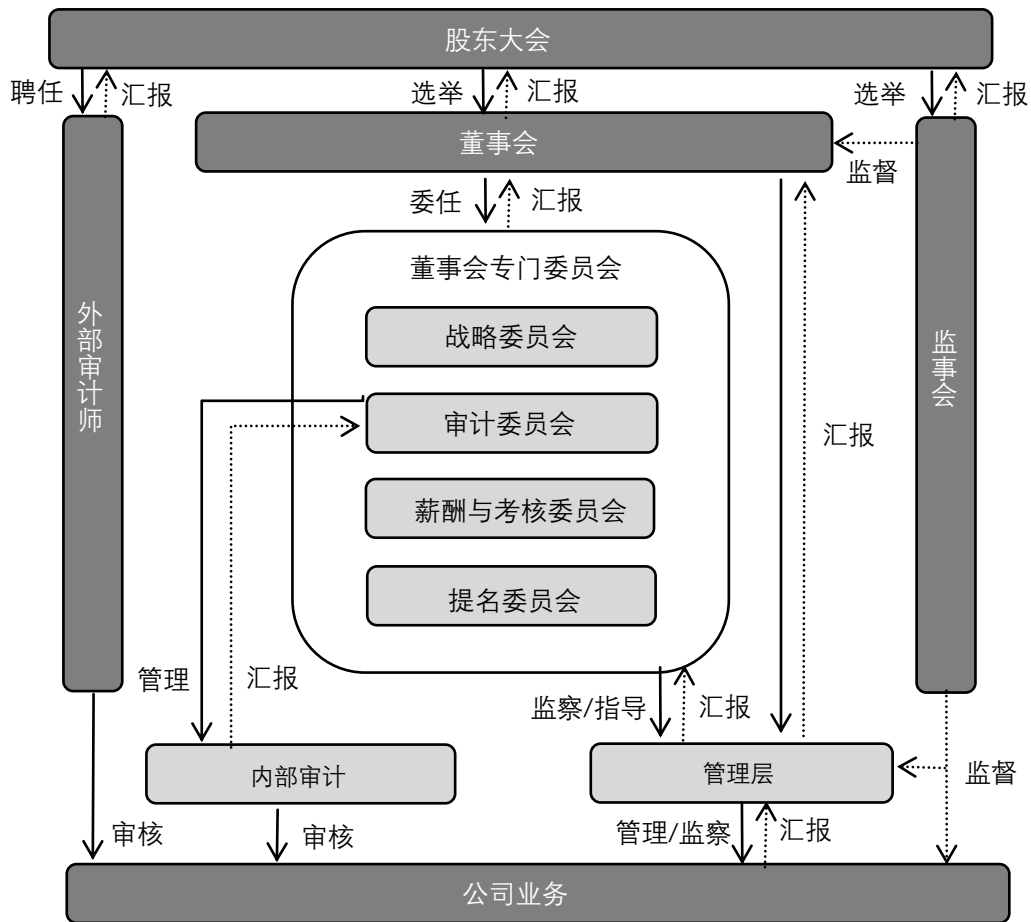 股东大会
聘任
汇报
选举
汇报
选举
汇报
董事会
监督
委任
汇报
董事会专门委员会
外部审计师
战略委员会
监事会
审计委员会
汇报
薪酬与考核委员会
提名委员会
管理
汇报
监察/指导
汇报
内部审计
管理层
监督
审核
审核
管理/监察
汇报
公司业务